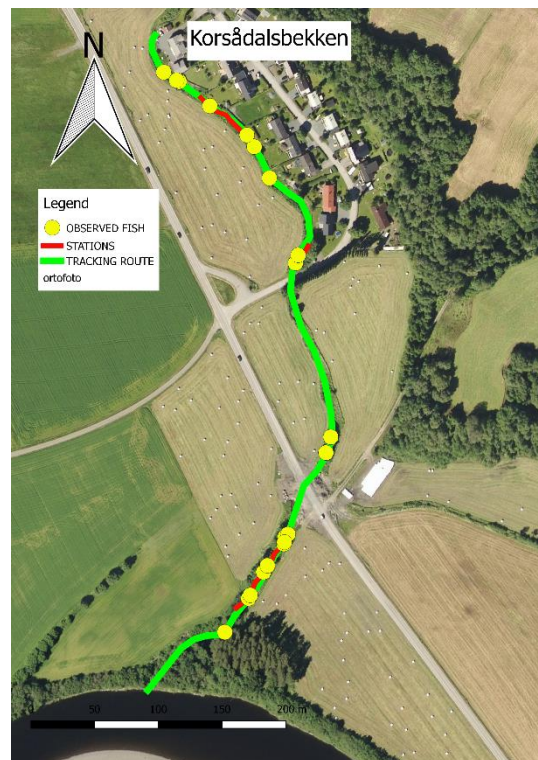 Korsådalsbekken
N
Legend
OBSERVED FISH
STATIONS
TRACKING ROUTE
ortofoto
0 50 100 150 200 m